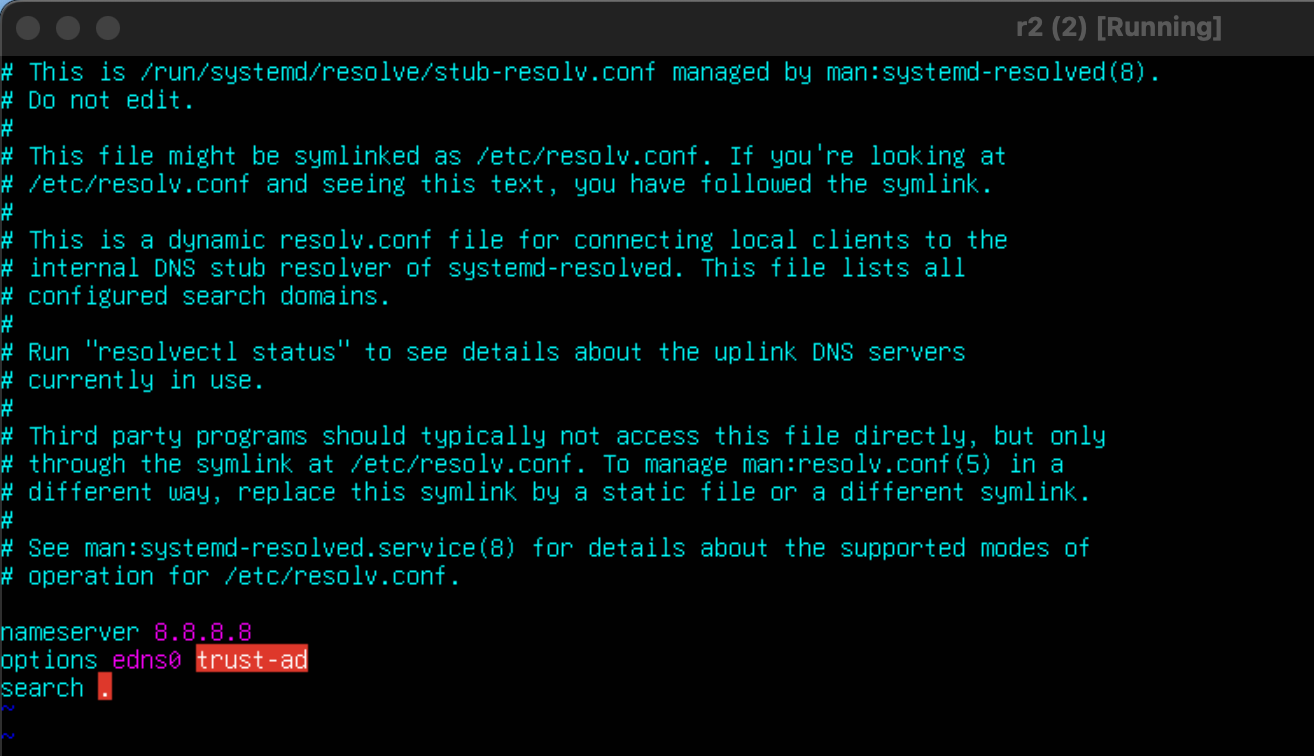 r2 (2) [Running]
# This is /run/systemd/resolve/stub-resolv.conf managed by man:systemd-resolved(8).
# Do not edit.
#
# This file might be symlinked as /etc/resolv.conf. If you're looking at
# /etc/resolv.conf and seeing this text, you have followed the symlink.
#
# This is a dynamic resolv.conf file for connecting local clients to the
# internal DNS stub resolver of systemd-resolved. This file lists all
# configured search domains.
#
# Run "resolvectl status" to see details about the uplink DNS servers
# currently in use.
#
# Third party programs should typically not access this file directly, but only
# through the symlink at /etc/resolv.conf. To manage man:resolv.conf(5) in a
# different way, replace this symlink by a static file or a different symlink.
#
# See man:systemd-resolved.service(8) for details about the supported modes of
# operation for /etc/resolv.conf.

nameserver 8.8.8.8
options edns0 trust-ad
search .
~
~